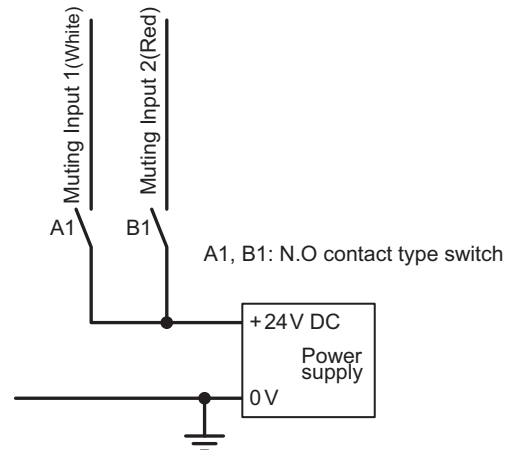 Muting Input 1(White)
Muting Input 2(Red)
A1
B1
A1, B1: N.O contact type switch
+24V DC
Power
supply
0V